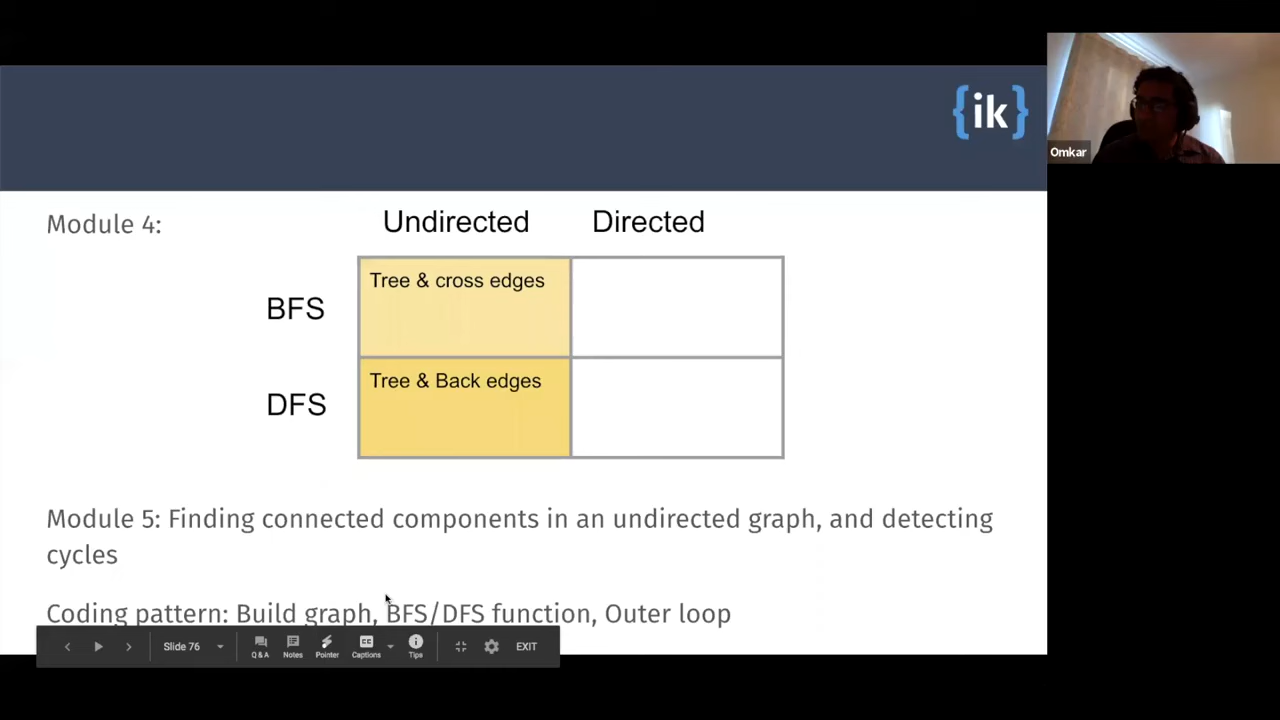 {ik}
Omkar
Module 4:
Undirected Directed
BFS
Tree & cross edges
DFS
Tree & Back edges
Module 5: Finding connected components in an undirected graph, and detecting
cycles
Coding pattern: Build graph, BFS/DFS function, Outer loop
Slide 76
Q & A
Notes
Pointer
CC
Captions
Tips
EXIT